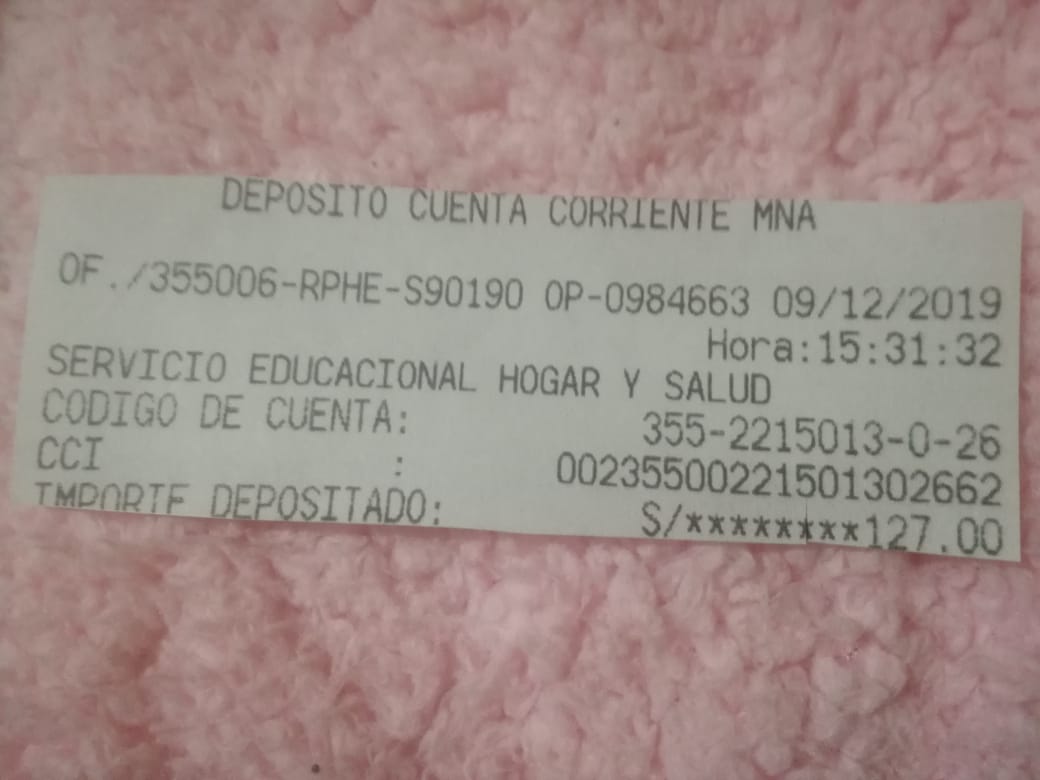 DEPOSITO CUENTA CORRIENTE MNA
OF./355006-RPHE-S90190 OP-0984663 09/12/2019
Hora:15:31:32
SERVICIO EDUCACIONAL HOGAR Y SALUD
CODIGO DE CUENTA: 355-2215013-0-26
CCI : 00235500221501302662
IMPORTE DEPOSITADO: S/********127.00